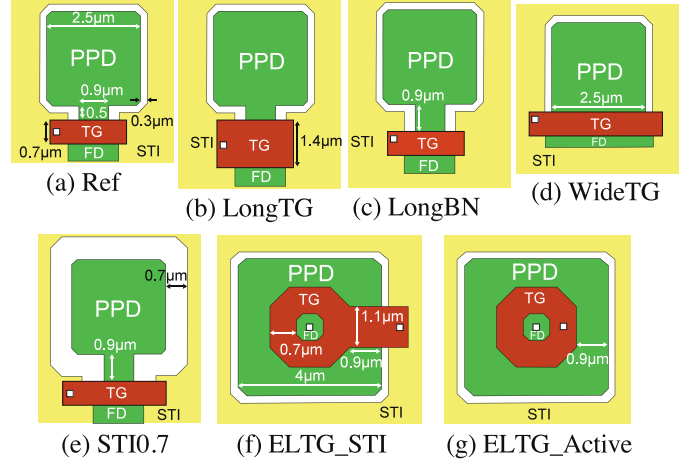 2.5μm
PPD
0.9μm
0.5
0.3μm
TG
0.7μm
FD
STI
(a) Ref
PPD
STI
TG
1.4μm
FD
(b) LongTG
PPD
0.9μm
STI
TG
FD
(c) LongBN
PPD
2.5μm
TG
FD
STI
(d) WideTG
0.7μm
PPD
0.9μm
TG
FD
STI
(e) STI0.7
PPD
TG
1.1μm
FD
0.7μm
0.9μm
4μm
STI
(f) ELTG_STI
PPD
TG
FD
0.9μm
STI
(g) ELTG_Active